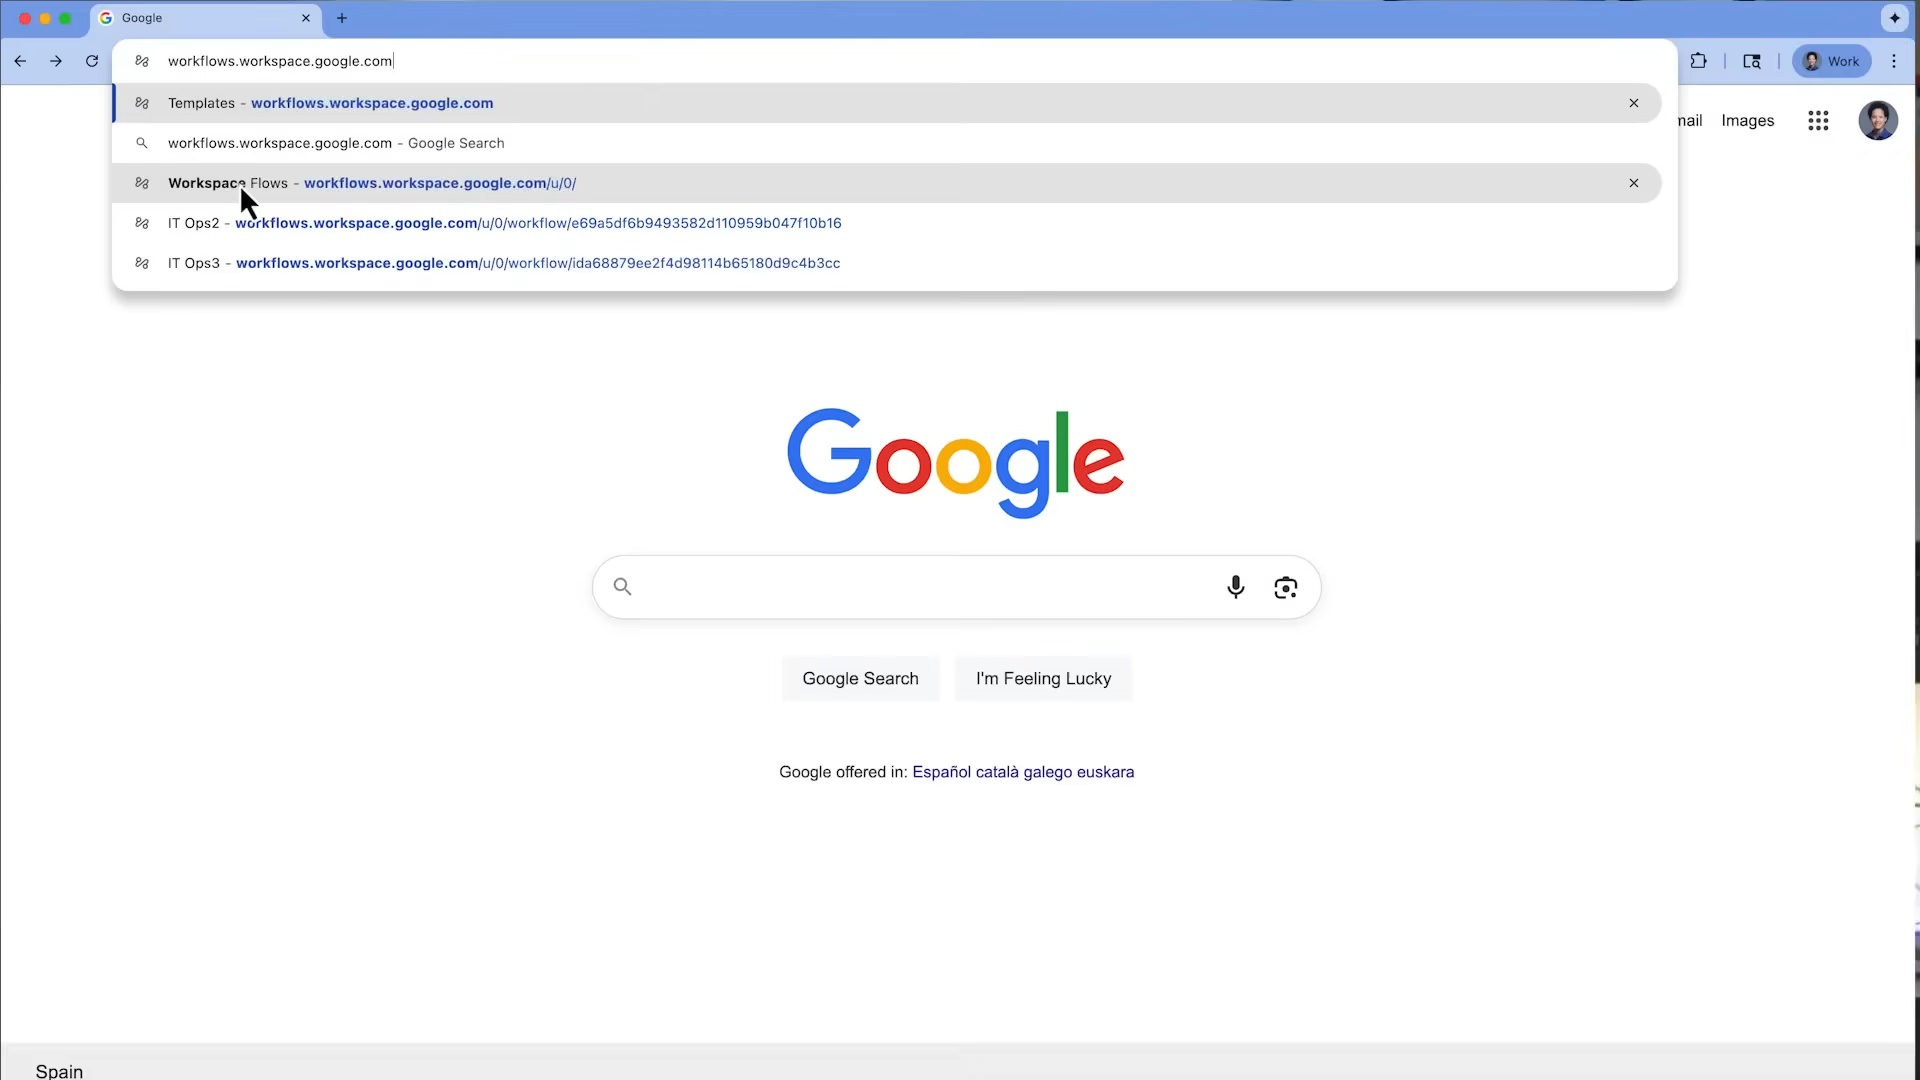 Google
workflows.workspace.google.com
Work
Templates - workflows.workspace.google.com
workflows.workspace.google.com - Google Search
Images
Workspace Flows - workflows.workspace.google.com/u/0/
IT Ops2 - workflows.workspace.google.com/u/0/workflow/e69a5df6b9493582d110959b047f10b16
IT Ops3 - workflows.workspace.google.com/u/0/workflow/ida68879ee2f4d98114b65180d9c4b3cc
Google
Google Search
I'm Feeling Lucky
Google offered in: Español català galego euskara
Spain